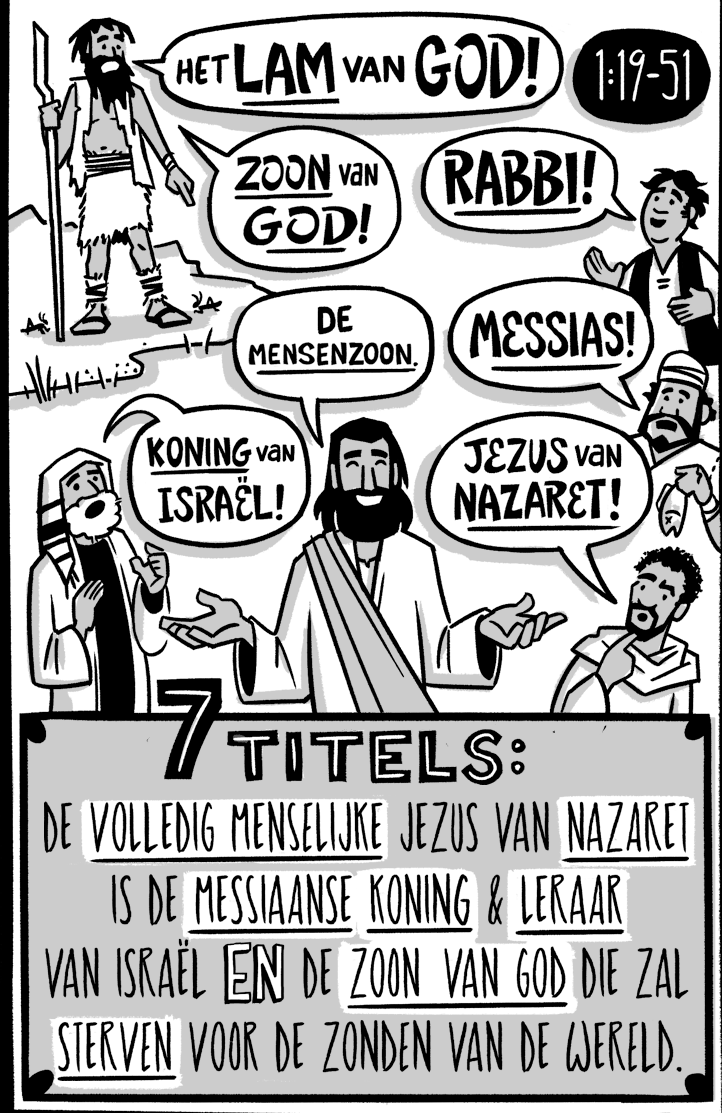 HET LAM VAN GOD!
1:19-51
ZOON van
GOD!
RABBI!
DE
MENSENZOON.
MESSIAS!
KONING van
ISRAËL!
JEZUS van
NAZARET!
7 TITELS:
DE VOLLEDIG MENSELIJKE JEZUS VAN NAZARET
IS DE MESSIAANSE KONING & LERAAR
VAN ISRAËL EN DE ZOON VAN GOD DIE ZAL
STERVEN VOOR DE ZONDEN VAN DE WERELD.